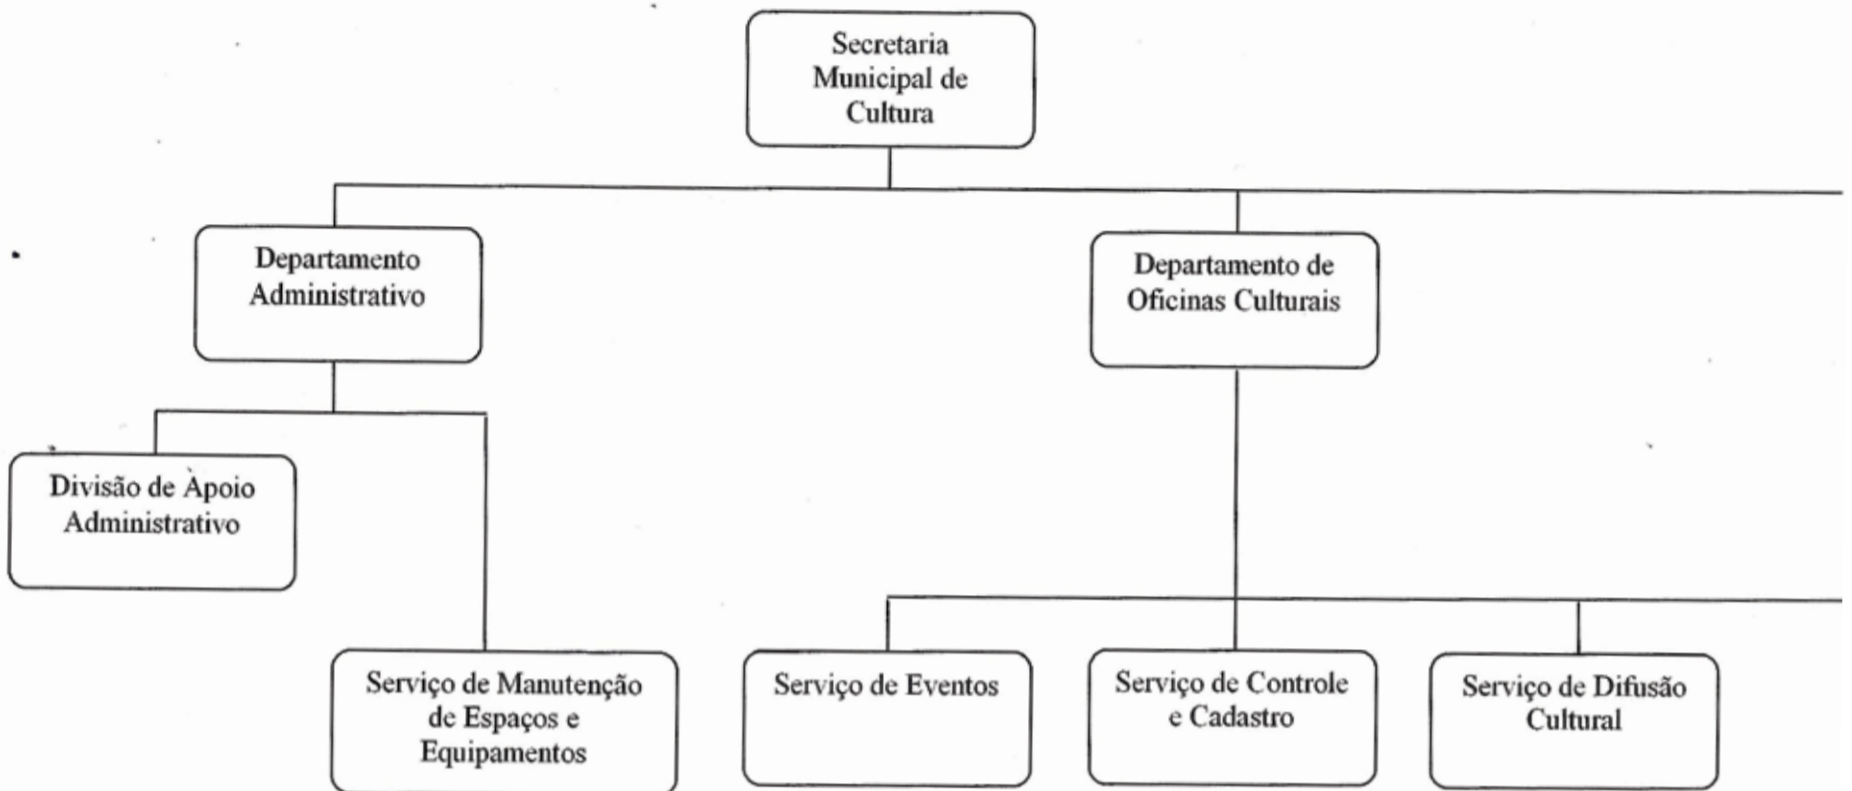 Secretaria
Municipal de
Cultura
Departamento
Administrativo
Departamento de
Oficinas Culturais
Divisão de Apoio
Administrativo
Serviço de Manutenção
de Espaços e
Equipamentos
Serviço de Eventos
Serviço de Controle
e Cadastro
Serviço de Difusão
Cultural